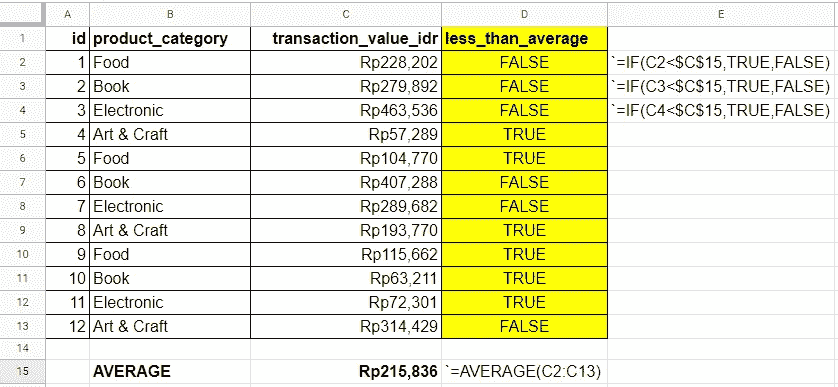 A B C D E
1 id product_category transaction_value_idr less_than_average
2 1 Food Rp228,202 FALSE `=IF(C2<$C$15,TRUE,FALSE)
3 2 Book Rp279,892 FALSE `=IF(C3<$C$15,TRUE,FALSE)
4 3 Electronic Rp463,536 FALSE `=IF(C4<$C$15,TRUE,FALSE)
5 4 Art & Craft Rp57,289 TRUE
6 5 Food Rp104,770 TRUE
7 6 Book Rp407,288 FALSE
8 7 Electronic Rp289,682 FALSE
9 8 Art & Craft Rp193,770 TRUE
10 9 Food Rp115,662 TRUE
11 10 Book Rp63,211 TRUE
12 11 Electronic Rp72,301 TRUE
13 12 Art & Craft Rp314,429 FALSE
14
15 AVERAGE Rp215,836 `=AVERAGE(C2:C13)